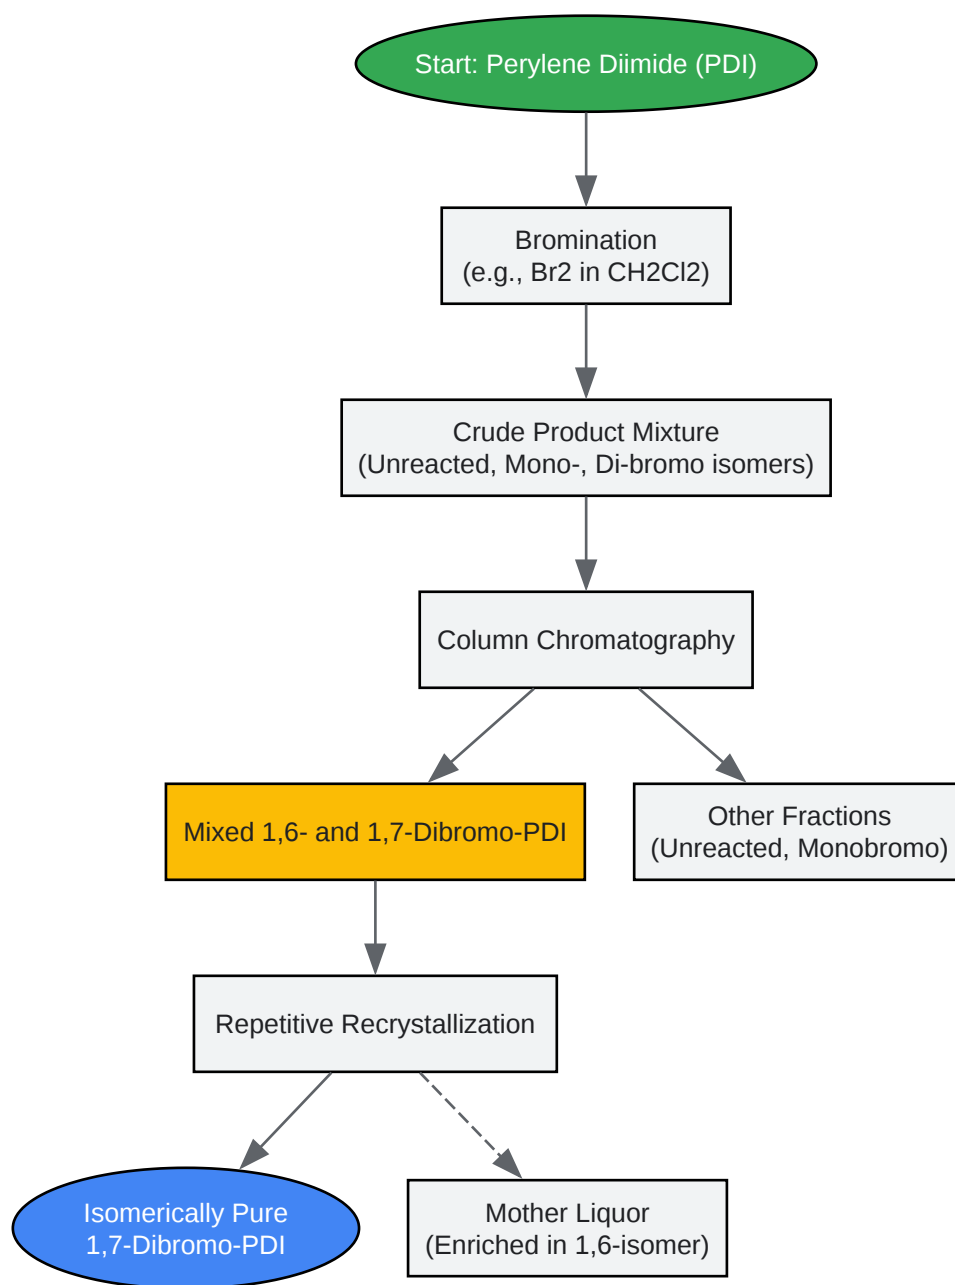 Start: Perylene Diimide (PDI)
Bromination
(e.g., Br2 in CH2Cl2)
Crude Product Mixture
(Unreacted, Mono-, Di-bromo isomers)
Column Chromatography
Mixed 1,6- and 1,7-Dibromo-PDI
Other Fractions
(Unreacted, Monobromo)
Repetitive Recrystallization
Isomerically Pure
1,7-Dibromo-PDI
Mother Liquor
(Enriched in 1,6-isomer)